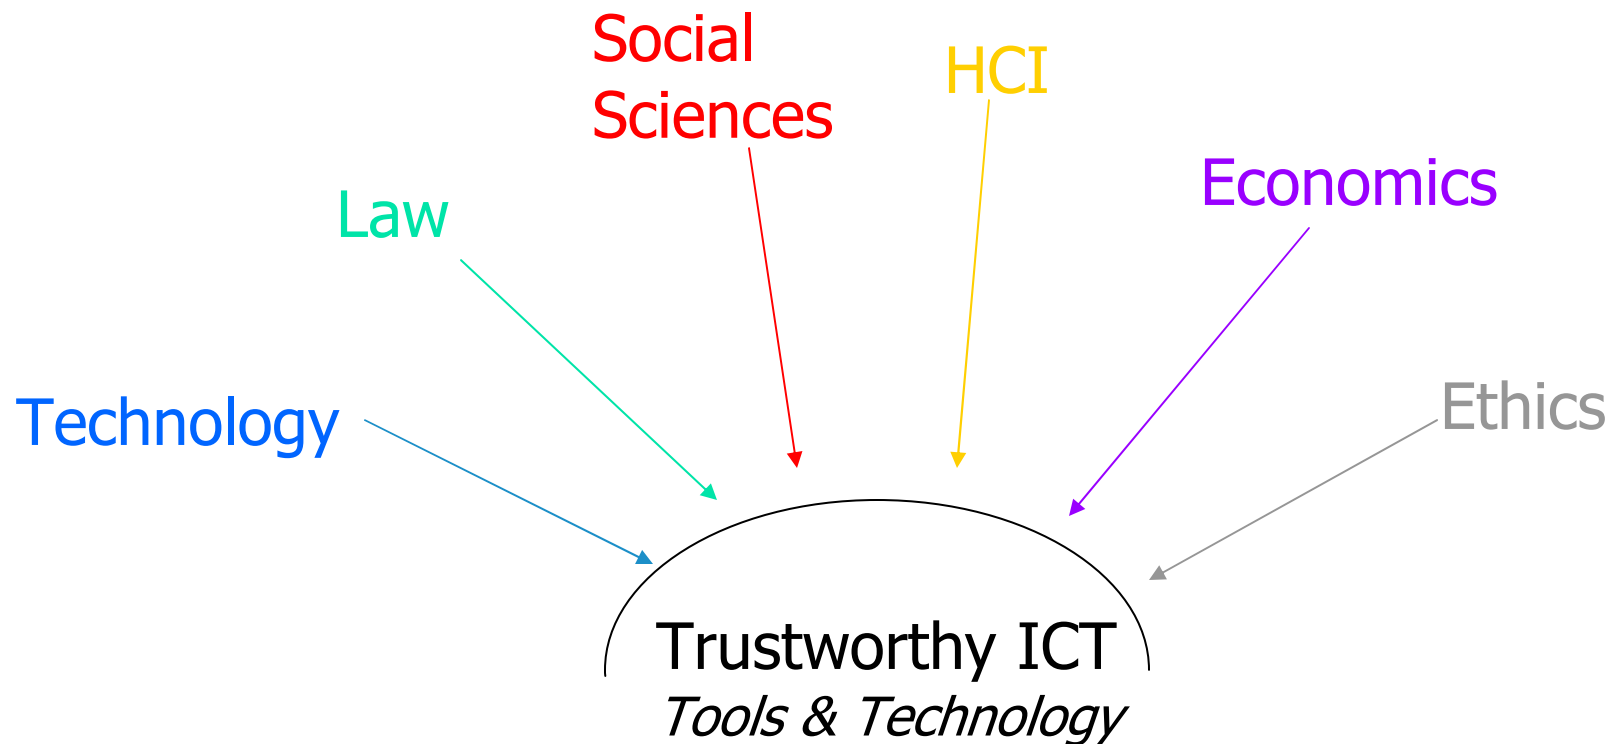 Social
Sciences
HCI
Economics
Law
Technology
Ethics
Trustworthy ICT
Tools & Technology